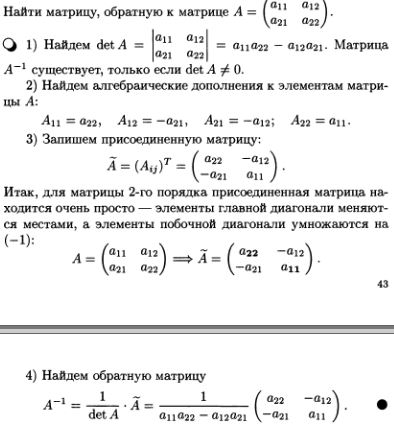 Найти матрицу, обратную к матрице $A = \begin{pmatrix} a_{11} & a_{12} \\ a_{21} & a_{22} \end{pmatrix}$.
1) Найдем $\det A = \begin{vmatrix} a_{11} & a_{12} \\ a_{21} & a_{22} \end{vmatrix} = a_{11}a_{22} - a_{12}a_{21}$. Матрица
$A^{-1}$ существует, только если $\det A \neq 0$.
2) Найдем алгебраические дополнения к элементам матри-
цы $A$:
$A_{11} = a_{22}, \quad A_{12} = -a_{21}, \quad A_{21} = -a_{12}; \quad A_{22} = a_{11}.$
3) Запишем присоединенную матрицу:
$\widetilde{A} = (A_{ij})^T = \begin{pmatrix} a_{22} & -a_{12} \\ -a_{21} & a_{11} \end{pmatrix}.$
Итак, для матрицы 2-го порядка присоединенная матрица на-
ходится очень просто — элементы главной диагонали меняют-
ся местами, а элементы побочной диагонали умножаются на
(−1):
$A = \begin{pmatrix} a_{11} & a_{12} \\ a_{21} & a_{22} \end{pmatrix} \Longrightarrow \widetilde{A} = \begin{pmatrix} \mathbf{a_{22}} & -a_{12} \\ -a_{21} & \mathbf{a_{11}} \end{pmatrix}.$
43
4) Найдем обратную матрицу
$A^{-1} = \frac{1}{\det A} \cdot \widetilde{A} = \frac{1}{a_{11}a_{22} - a_{12}a_{21}} \begin{pmatrix} a_{22} & -a_{12} \\ -a_{21} & a_{11} \end{pmatrix}.$